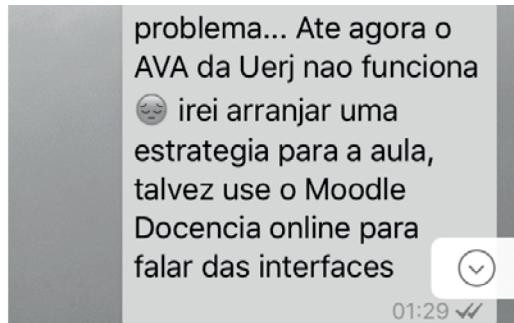 problema... Ate agora o
AVA da Uerj nao funciona
😔 irei arranjar uma
estrategia para a aula,
talvez use o Moodle
Docencia online para
falar das interfaces
01:29